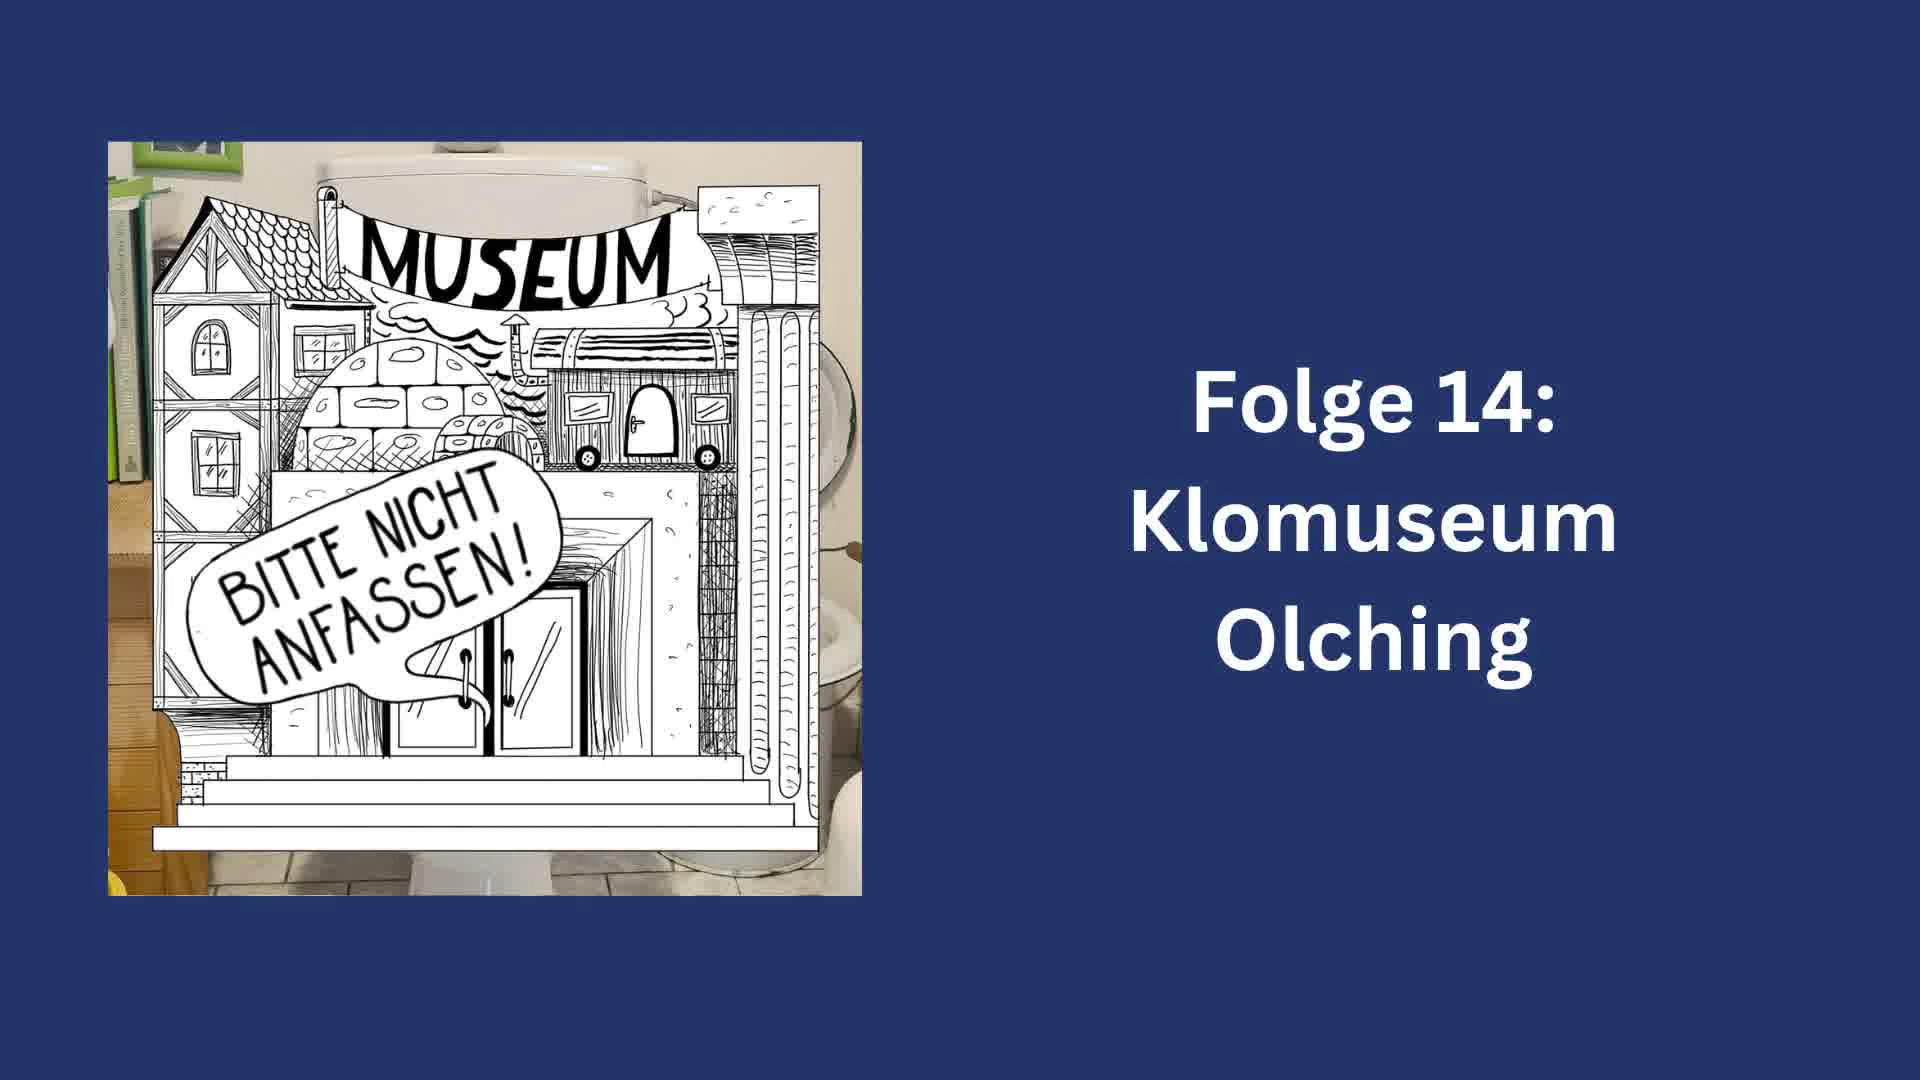 MUSEUM
BITTE NICHT
ANFASSEN!
Folge 14:
Klomuseum
Olching